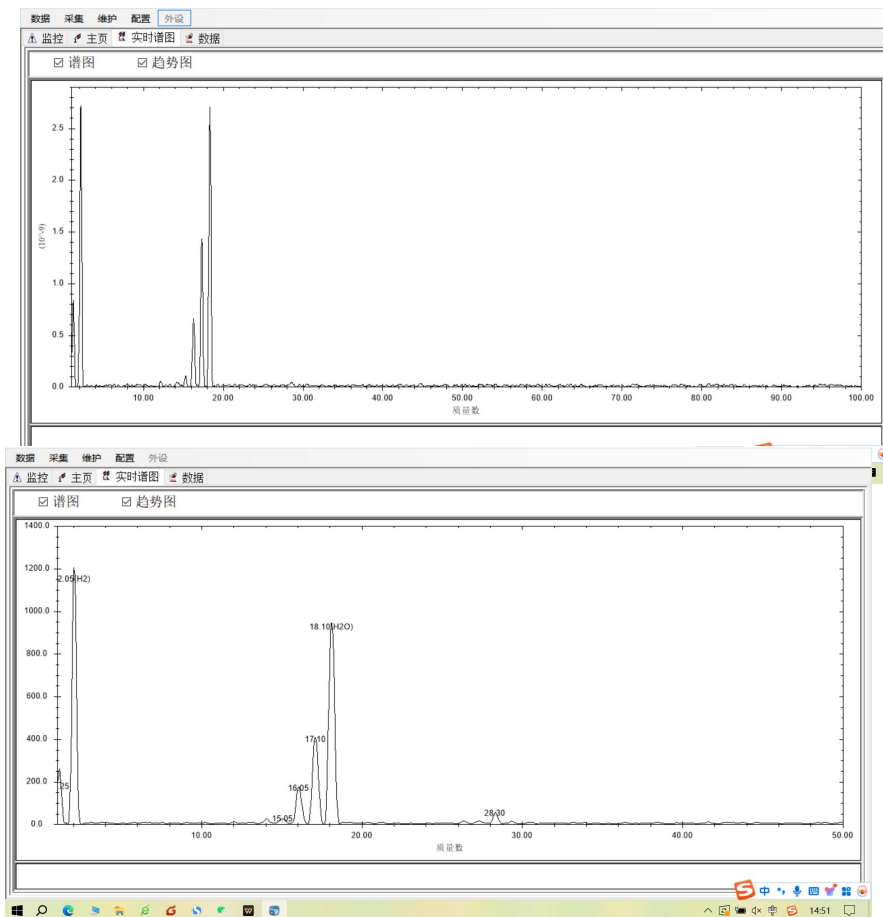 数据 采集 维护 配置 外设
监控 主页 实时谱图 数据
谱图 趋势图
2.5
2.0
1.5
(10^-9)
1.0
0.5
0.0
10.00 20.00 30.00 40.00 50.00 60.00 70.00 80.00 90.00 100.00
质量数
数据 采集 维护 配置 外设
监控 主页 实时谱图 数据
谱图 趋势图
1400.0
1200.0
2.05(H2)
1000.0
18.10(H2O)
800.0
600.0
400.0
17.10
200.0
.25 16.05
15.05 28.30
0.0
10.00 20.00 30.00 40.00 50.00
质量数
中
14:51